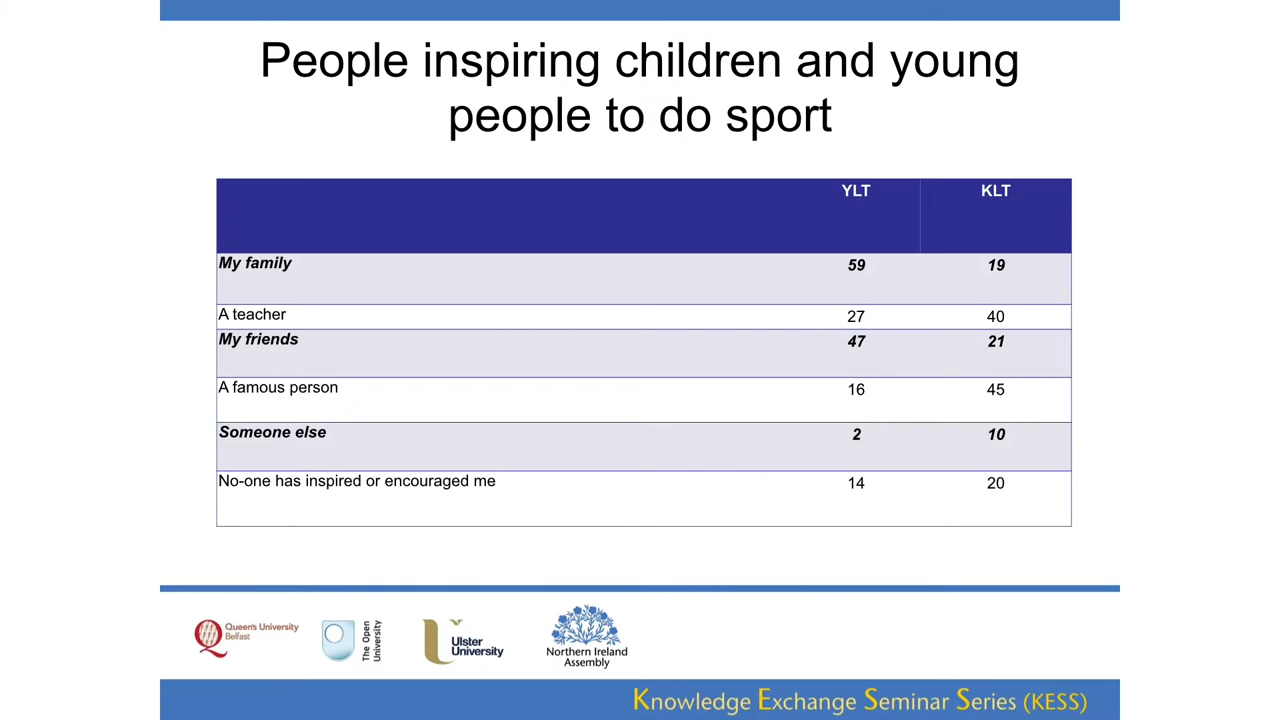 People inspiring children and young
people to do sport
YLT KLT
My family 59 19
A teacher 27 40
My friends 47 21
A famous person 16 45
Someone else 2 10
No-one has inspired or encouraged me 14 20
Queen's University
Belfast
The Open
University
Ulster
University
Northern Ireland
Assembly
Knowledge Exchange Seminar Series (KESS)